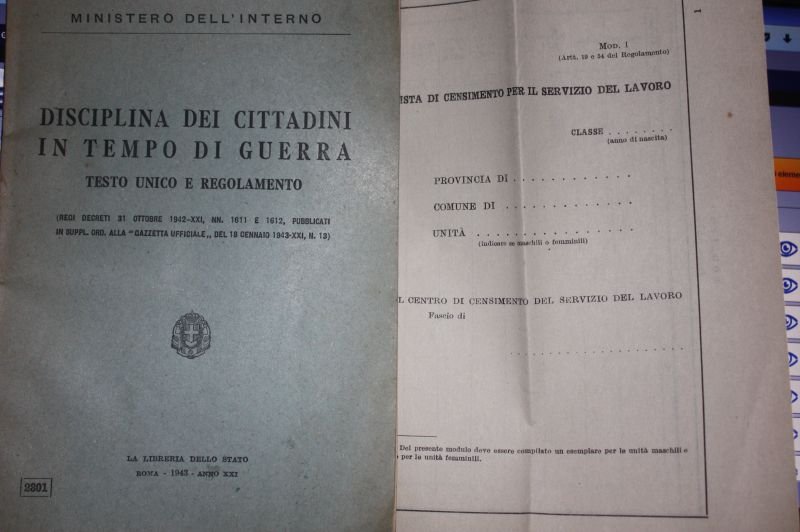 MINISTERO DELL'INTERNO
DISCIPLINA DEI CITTADINI
IN TEMPO DI GUERRA
TESTO UNICO E REGOLAMENTO
(REGI DECRETI 31 OTTOBRE 1942-XXI, NN. 1611 E 1612, PUBBLICATI
IN SUPPL. ORD. ALLA "GAZZETTA UFFICIALE„ DEL 18 GENNAIO 1943-XXI, N. 13)
LA LIBRERIA DELLO STATO
ROMA - 1943 - ANNO XXI
2801
1
MOD. 1
(Artt. 19 e 54 del Regolamento)
ISTA DI CENSIMENTO PER IL SERVIZIO DEL LAVORO
CLASSE . . . . . . . .
(anno di nascita)
PROVINCIA DI . . . . . . . . . . . .
COMUNE DI . . . . . . . . . . . .
UNITÀ . . . . . . . . . . . . . . .
(indicare se maschili o femminili)
L CENTRO DI CENSIMENTO DEL SERVIZIO DEL LAVORO
Fascio di
Del presente modulo deve essere compilato un esemplare per le unità maschili e
per le unità femminili.
i eleme